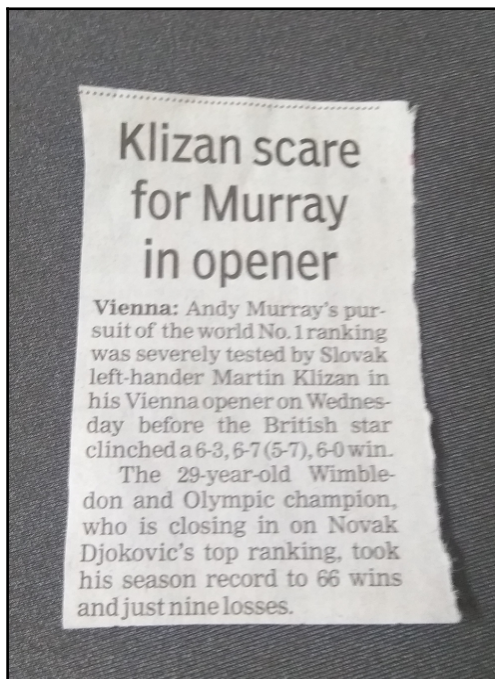 Klizan scare
for Murray
in opener
Vienna: Andy Murray's pur-
suit of the world No.1 ranking
was severely tested by Slovak
left-hander Martin Klizan in
his Vienna opener on Wednes-
day before the British star
clinched a 6-3, 6-7 (5-7), 6-0 win.
The 29-year-old Wimble-
don and Olympic champion,
who is closing in on Novak
Djokovic's top ranking, took
his season record to 66 wins
and just nine losses.